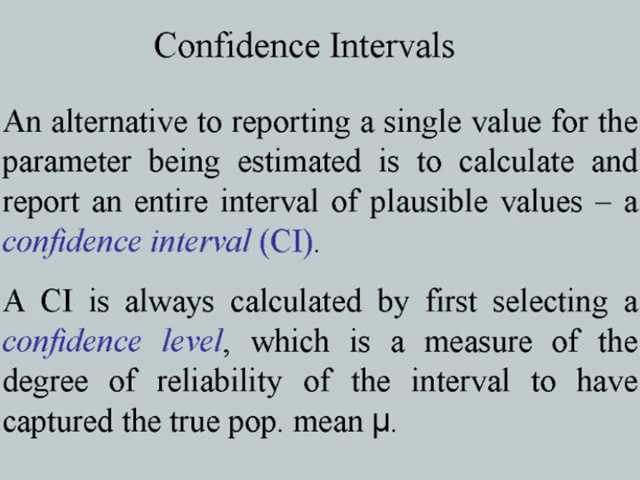 Confidence Intervals
An alternative to reporting a single value for the
parameter being estimated is to calculate and
report an entire interval of plausible values – a
confidence interval (CI).
A CI is always calculated by first selecting a
confidence level, which is a measure of the
degree of reliability of the interval to have
captured the true pop. mean μ.